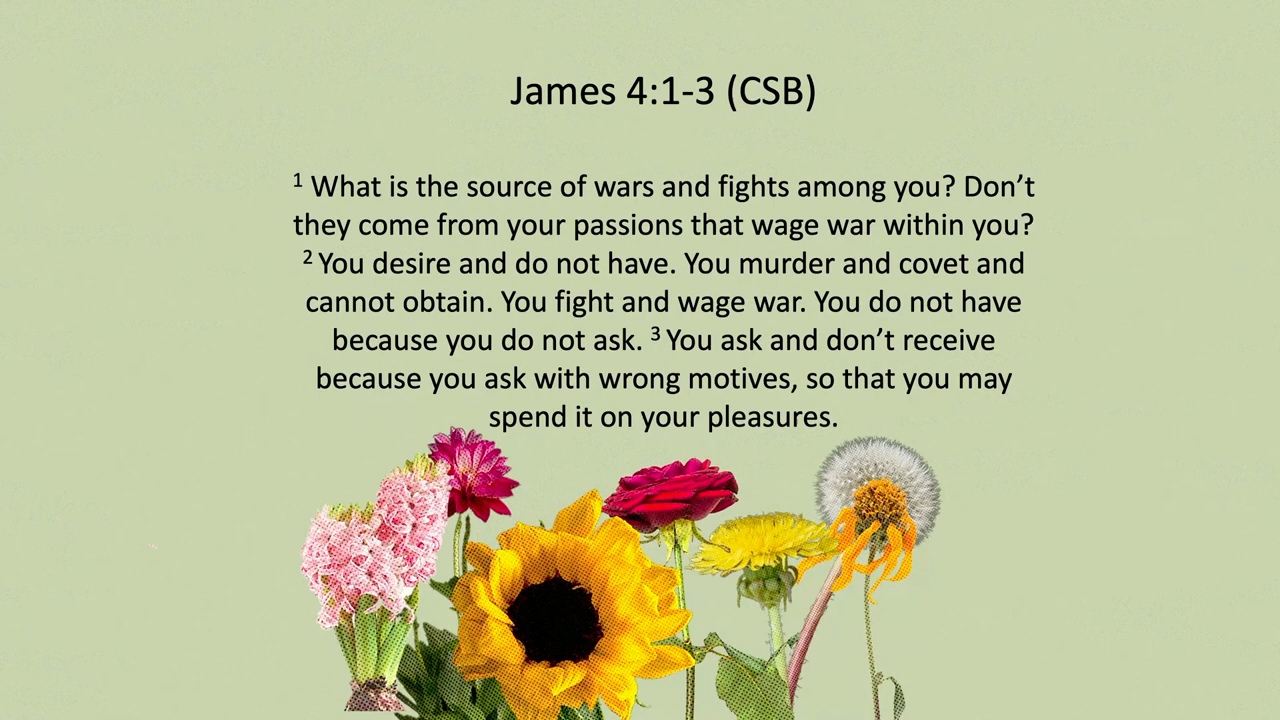 James 4:1-3 (CSB)
¹ What is the source of wars and fights among you? Don’t
they come from your passions that wage war within you?
² You desire and do not have. You murder and covet and
cannot obtain. You fight and wage war. You do not have
because you do not ask. ³ You ask and don’t receive
because you ask with wrong motives, so that you may
spend it on your pleasures.